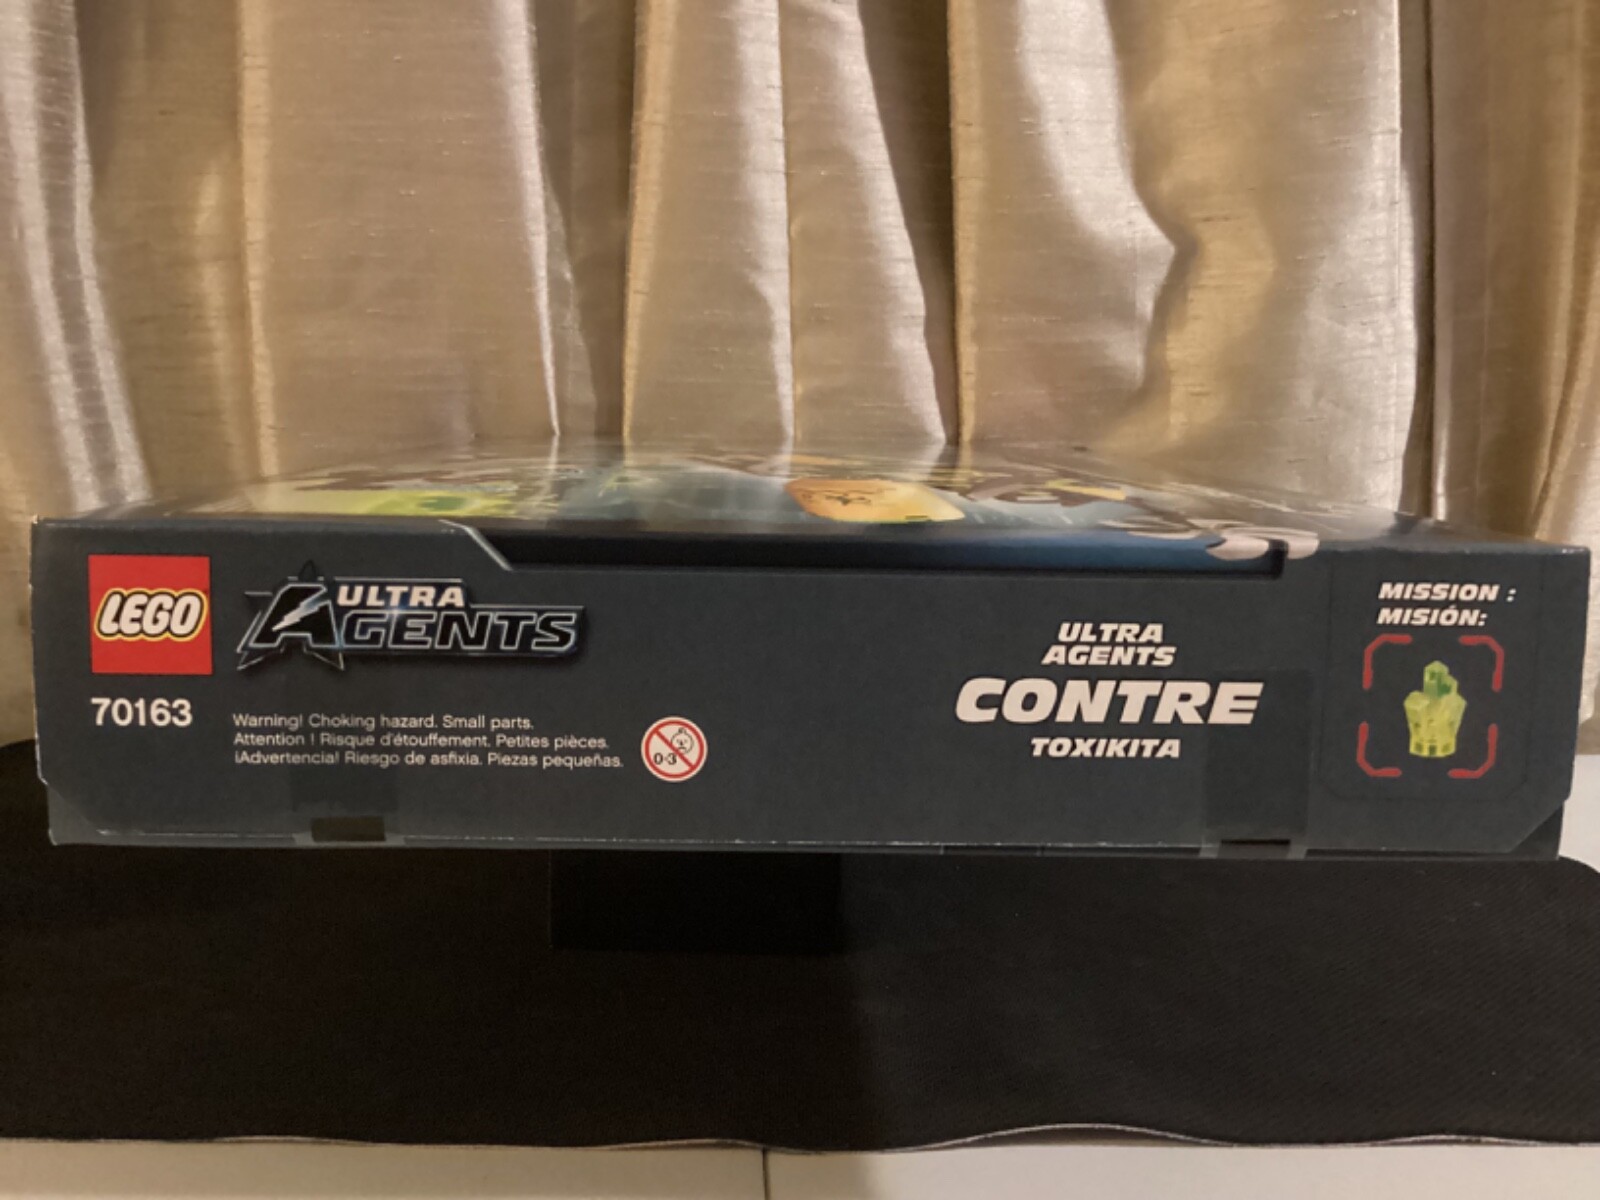 LEGO
ULTRA
AGENTS
70163
Warning! Choking hazard. Small parts.
Attention ! Risque d'étouffement. Petites pièces.
¡Advertencia! Riesgo de asfixia. Piezas pequeñas.
0-3
ULTRA
AGENTS
CONTRE
TOXIKITA
MISSION :
MISIÓN: